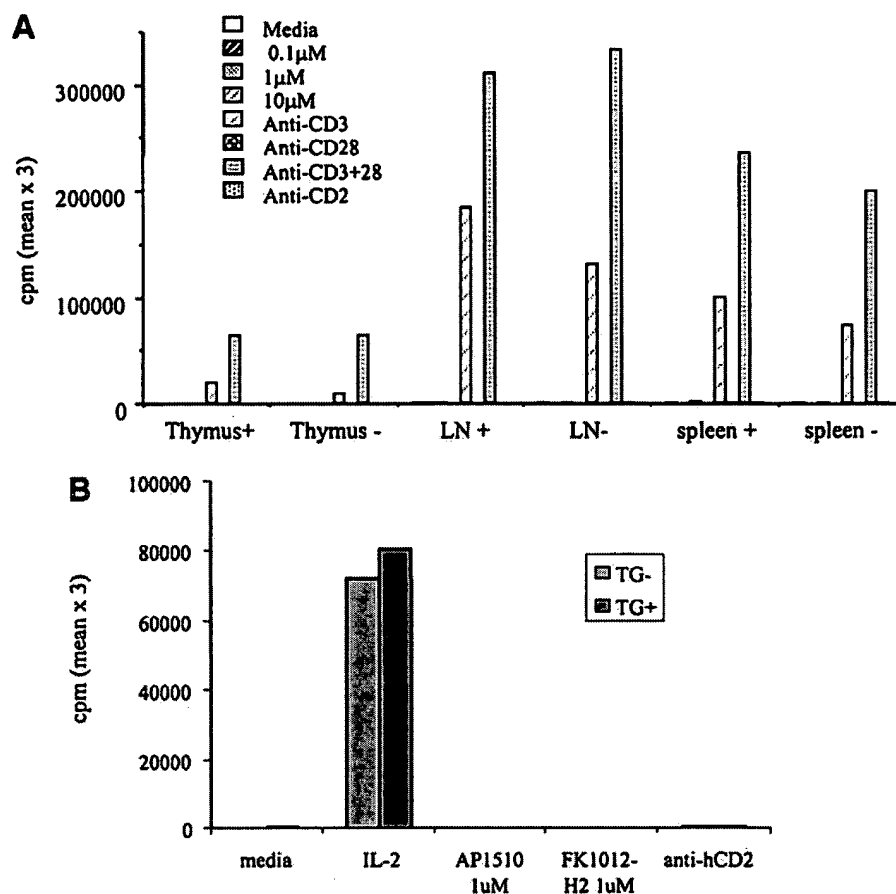 A
Media
0.1µM
1µM
10µM
Anti-CD3
Anti-CD28
Anti-CD3+28
Anti-CD2
cpm (mean x 3)
300000
200000
100000
0
Thymus+
Thymus -
LN +
LN-
spleen +
spleen -
B
cpm (mean x 3)
100000
80000
60000
40000
20000
0
TG-
TG+
media
IL-2
AP1510
1uM
FK1012-
H2 1uM
anti-hCD2